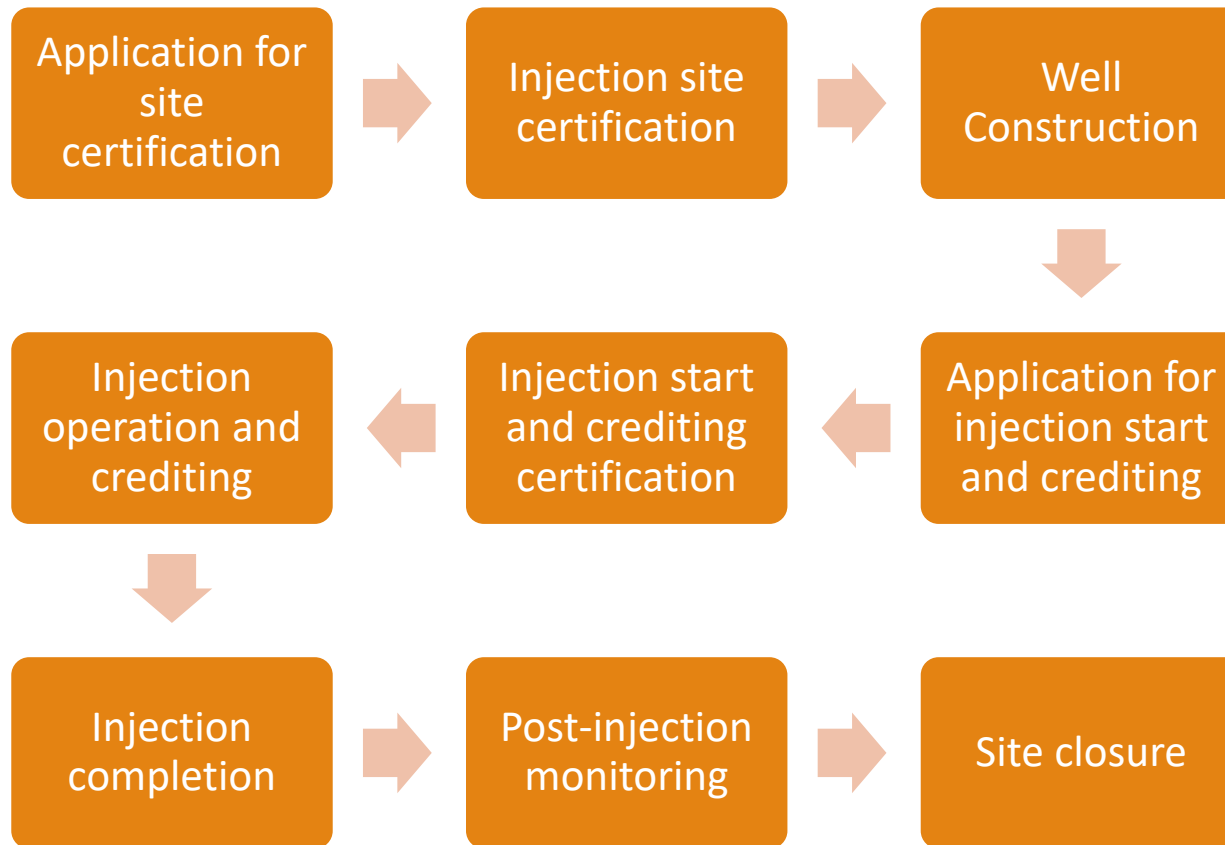 Application for
site
certification
Injection site
certification
Well
Construction
Application for
injection start
and crediting
Injection start
and crediting
certification
Injection
operation and
crediting
Injection
completion
Post-injection
monitoring
Site closure